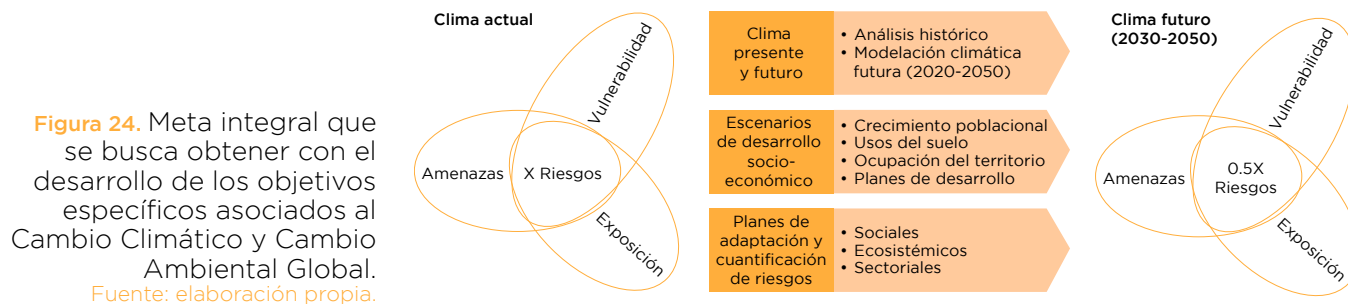 Figura 24. Meta integral que
se busca obtener con el
desarrollo de los objetivos
específicos asociados al
Cambio Climático y Cambio
Ambiental Global.
Fuente: elaboración propia.
Clima actual
Vulnerabilidad
Amenazas
X Riesgos
Exposición
Clima
presente
y futuro
• Análisis histórico
• Modelación climática
futura (2020-2050)
Escenarios
de desarrollo
socio-
económico
• Crecimiento poblacional
• Usos del suelo
• Ocupación del territorio
• Planes de desarrollo
Planes de
adaptación y
cuantificación
de riesgos
• Sociales
• Ecosistémicos
• Sectoriales
Clima futuro
(2030-2050)
Vulnerabilidad
Amenazas
0.5X
Riesgos
Exposición